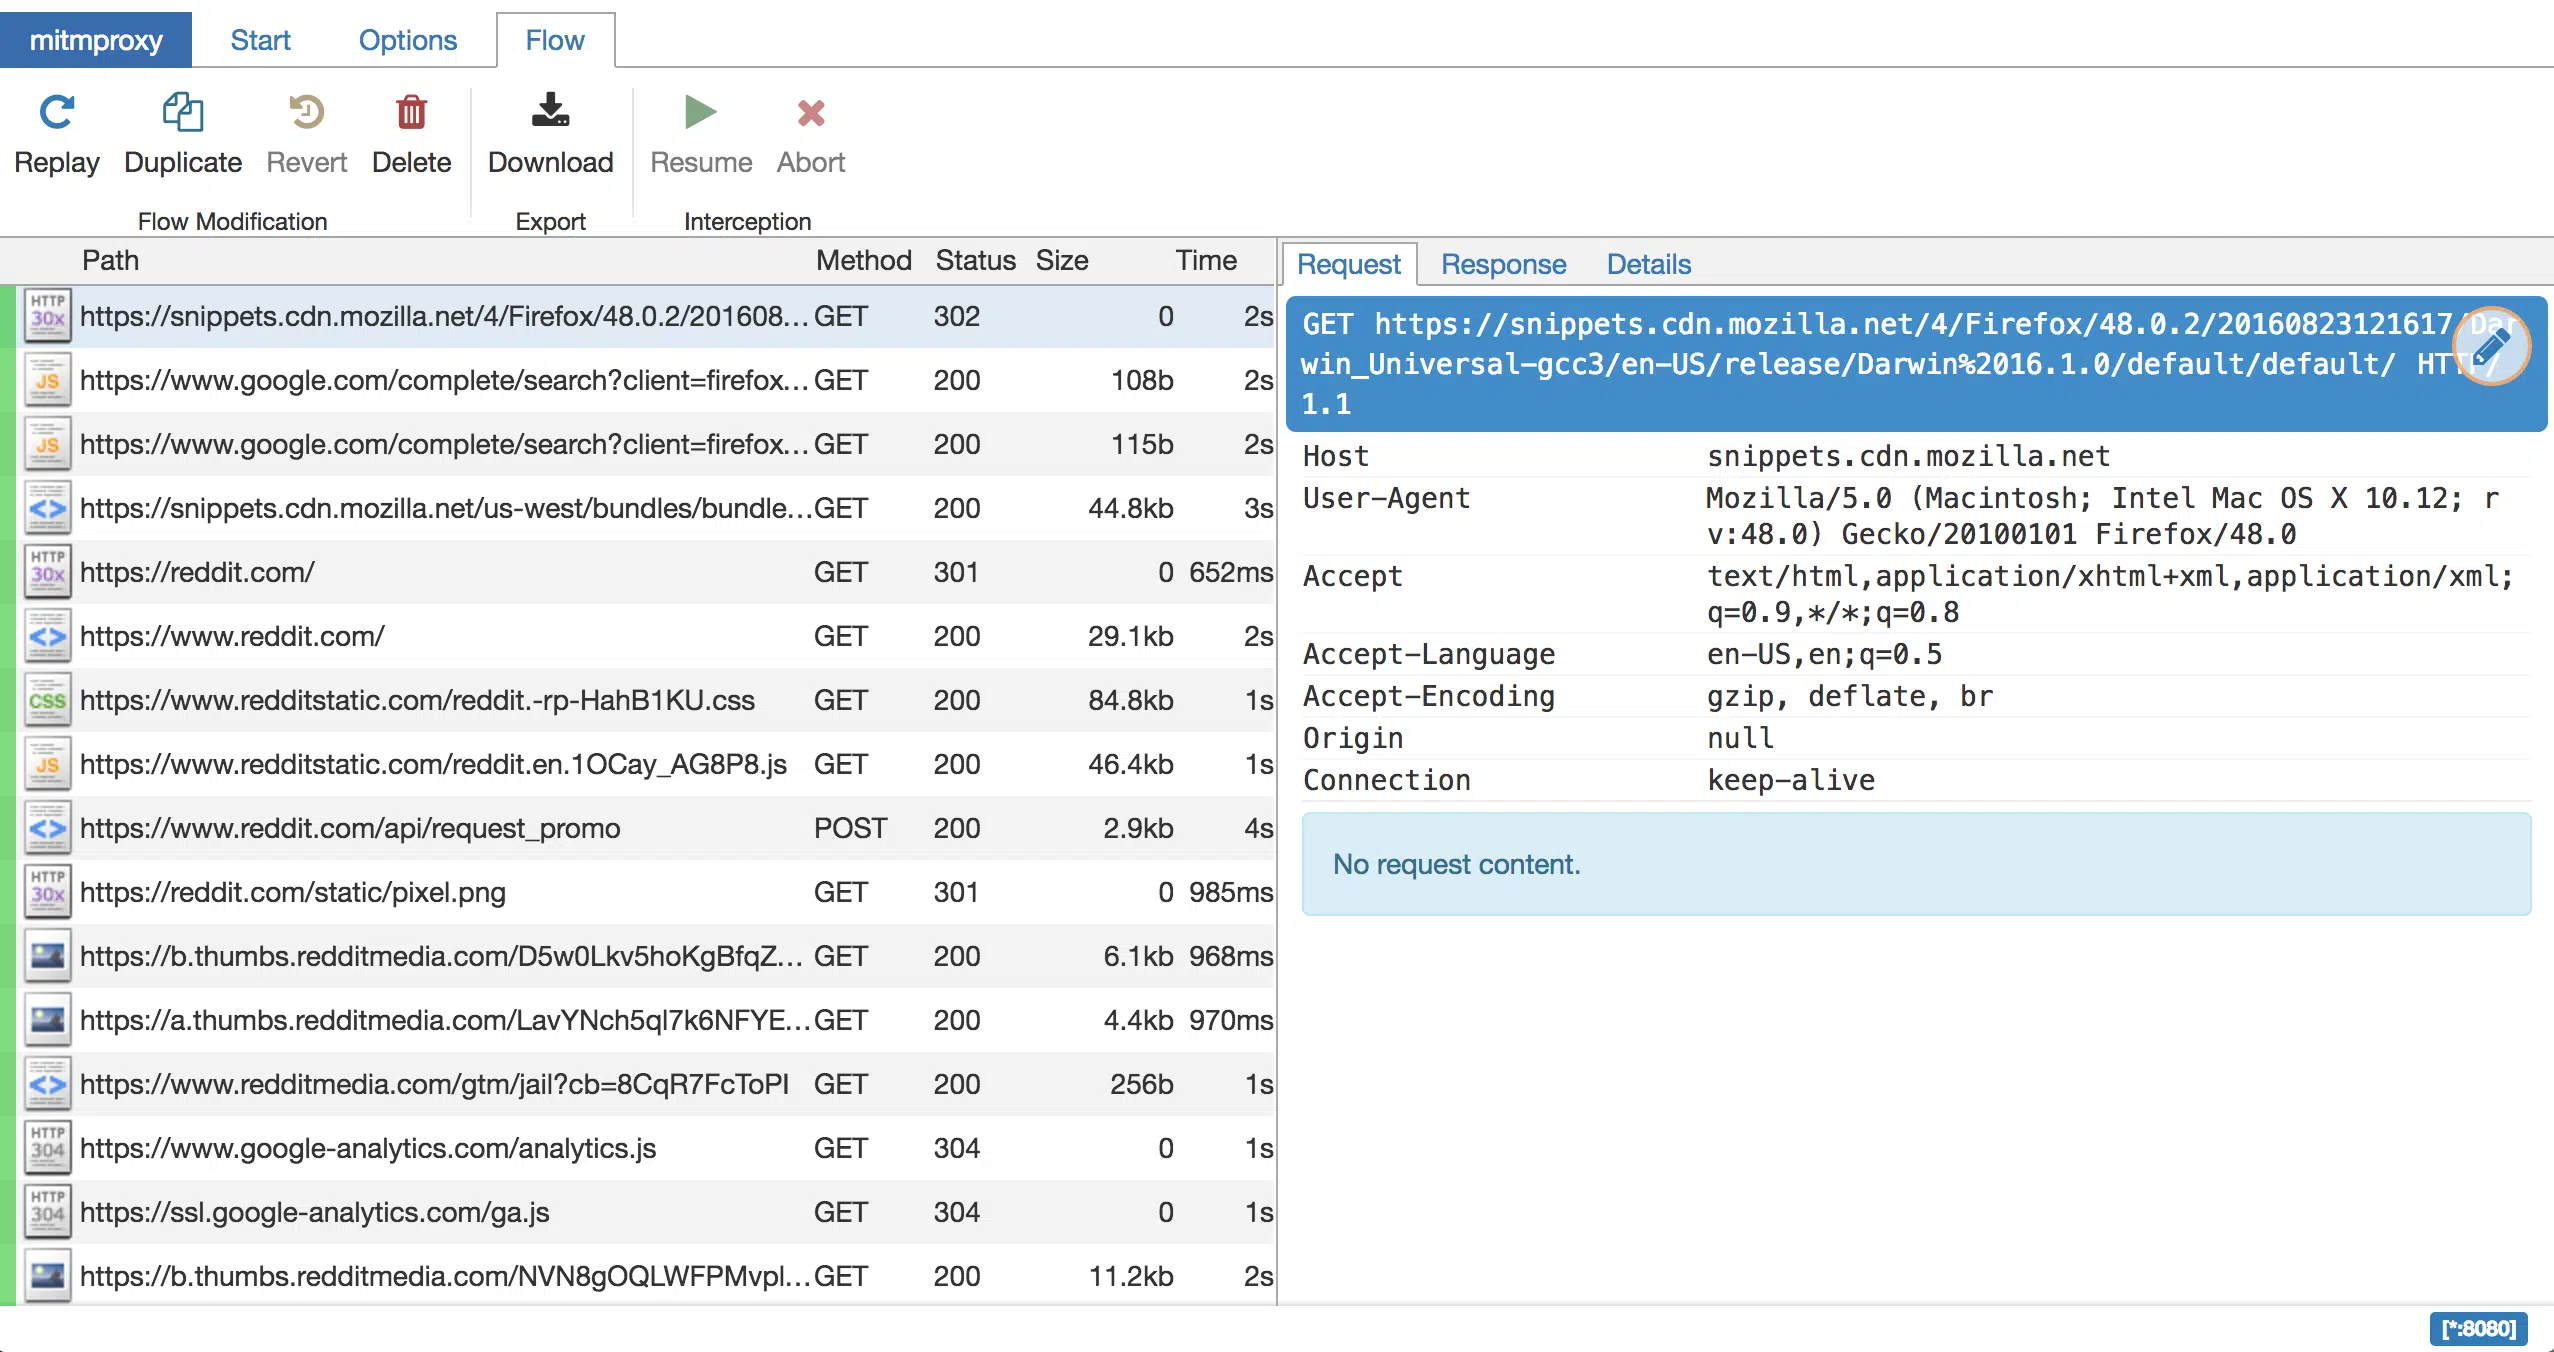 mitmproxy Start Options Flow
Replay Duplicate Revert Delete Download Resume Abort
Flow Modification Export Interception
Path Method Status Size Time
HTTP 30x https://snippets.cdn.mozilla.net/4/Firefox/48.0.2/201608... GET 302 0 2s
JS https://www.google.com/complete/search?client=firefox... GET 200 108b 2s
JS https://www.google.com/complete/search?client=firefox... GET 200 115b 2s
<> https://snippets.cdn.mozilla.net/us-west/bundles/bundle... GET 200 44.8kb 3s
HTTP 30x https://reddit.com/ GET 301 0 652ms
<> https://www.reddit.com/ GET 200 29.1kb 2s
CSS https://www.redditstatic.com/reddit.-rp-HahB1KU.css GET 200 84.8kb 1s
JS https://www.redditstatic.com/reddit.en.1OCay_AG8P8.js GET 200 46.4kb 1s
<> https://www.reddit.com/api/request_promo POST 200 2.9kb 4s
HTTP 30x https://reddit.com/static/pixel.png GET 301 0 985ms
https://b.thumbs.redditmedia.com/D5w0Lkv5hoKgBfqZ... GET 200 6.1kb 968ms
https://a.thumbs.redditmedia.com/LavYNch5ql7k6NFYE... GET 200 4.4kb 970ms
<> https://www.redditmedia.com/gtm/jail?cb=8CqR7FcToPI GET 200 256b 1s
HTTP 304 https://www.google-analytics.com/analytics.js GET 304 0 1s
HTTP 304 https://ssl.google-analytics.com/ga.js GET 304 0 1s
https://b.thumbs.redditmedia.com/NVN8gOQLWFPMvpl... GET 200 11.2kb 2s
Request Response Details
GET https://snippets.cdn.mozilla.net/4/Firefox/48.0.2/20160823121617/Dar
win_Universal-gcc3/en-US/release/Darwin%2016.1.0/default/default/ HTTP/
1.1
Host snippets.cdn.mozilla.net
User-Agent Mozilla/5.0 (Macintosh; Intel Mac OS X 10.12; r
v:48.0) Gecko/20100101 Firefox/48.0
Accept text/html,application/xhtml+xml,application/xml;
q=0.9,*/*;q=0.8
Accept-Language en-US,en;q=0.5
Accept-Encoding gzip, deflate, br
Origin null
Connection keep-alive
No request content.
[*:8080]